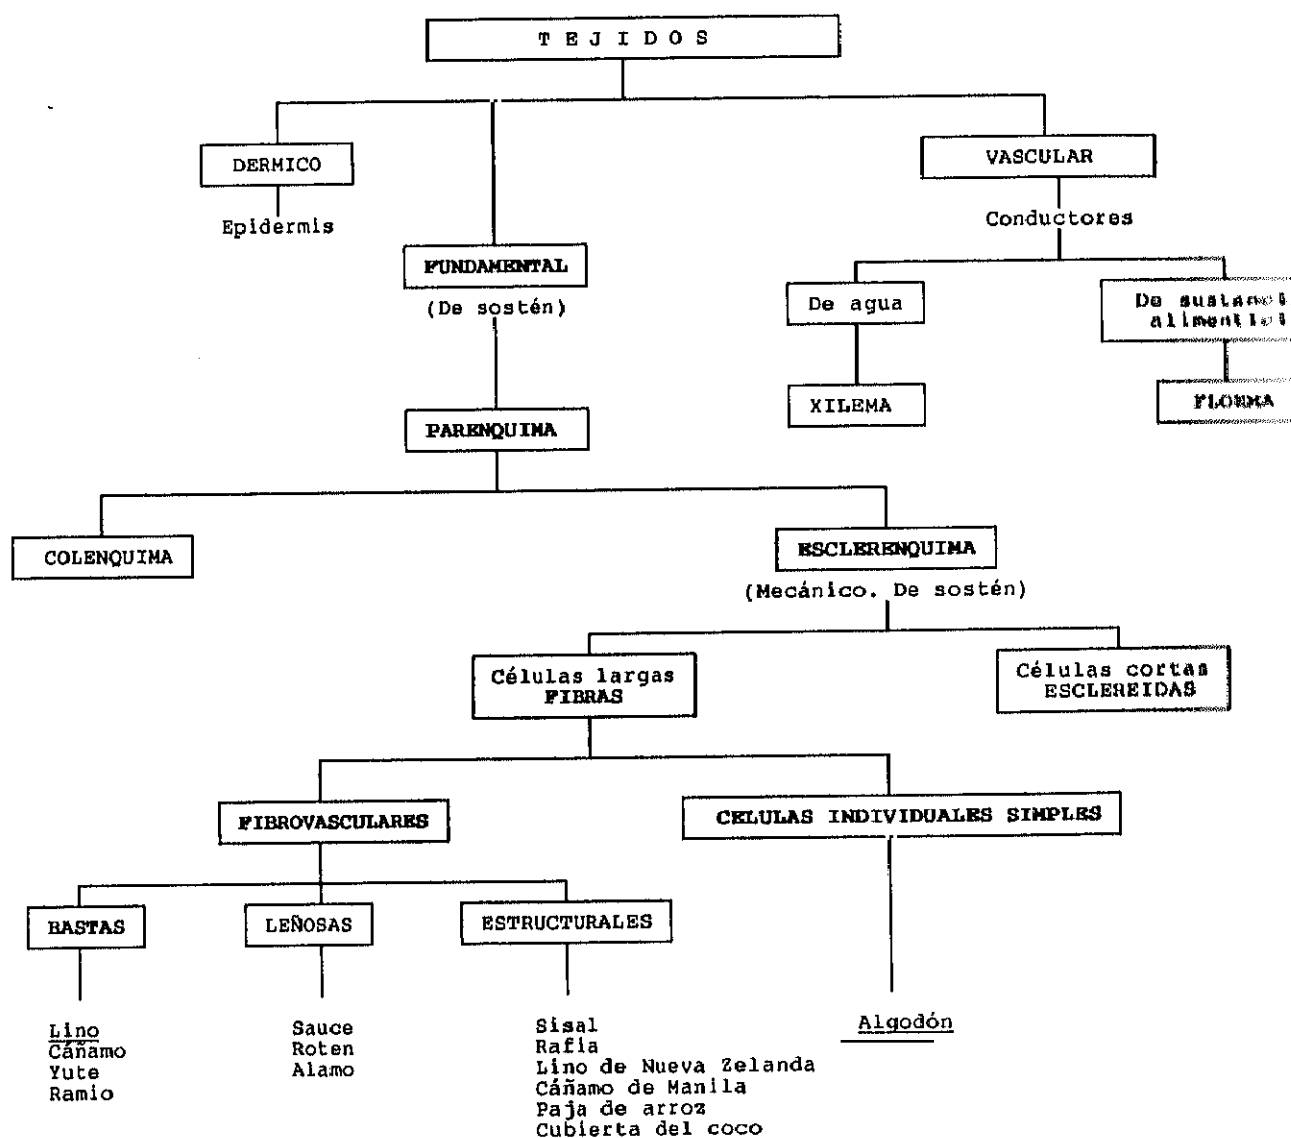 T E J I D O S
DERMICO
VASCULAR
Epidermis
Conductores
FUNDAMENTAL
(De sostén)
De agua
De
XILEMA
FLOEMA
PARENQUIMA
COLENQUIMA
ESCLERENQUIMA
(Mecánico. De sostén)
Células largas
FIBRAS
Células cortas
ESCLEREIDAS
FIBROVASCULARES
CELULAS INDIVIDUALES SIMPLES
BASTAS
LEÑOSAS
ESTRUCTURALES
Lino
Cáñamo
Yute
Ramio
Sauce
Roten
Alamo
Sisal
Rafia
Lino de Nueva Zelanda
Cáñamo de Manila
Paja de arroz
Cubierta del coco
Algodón